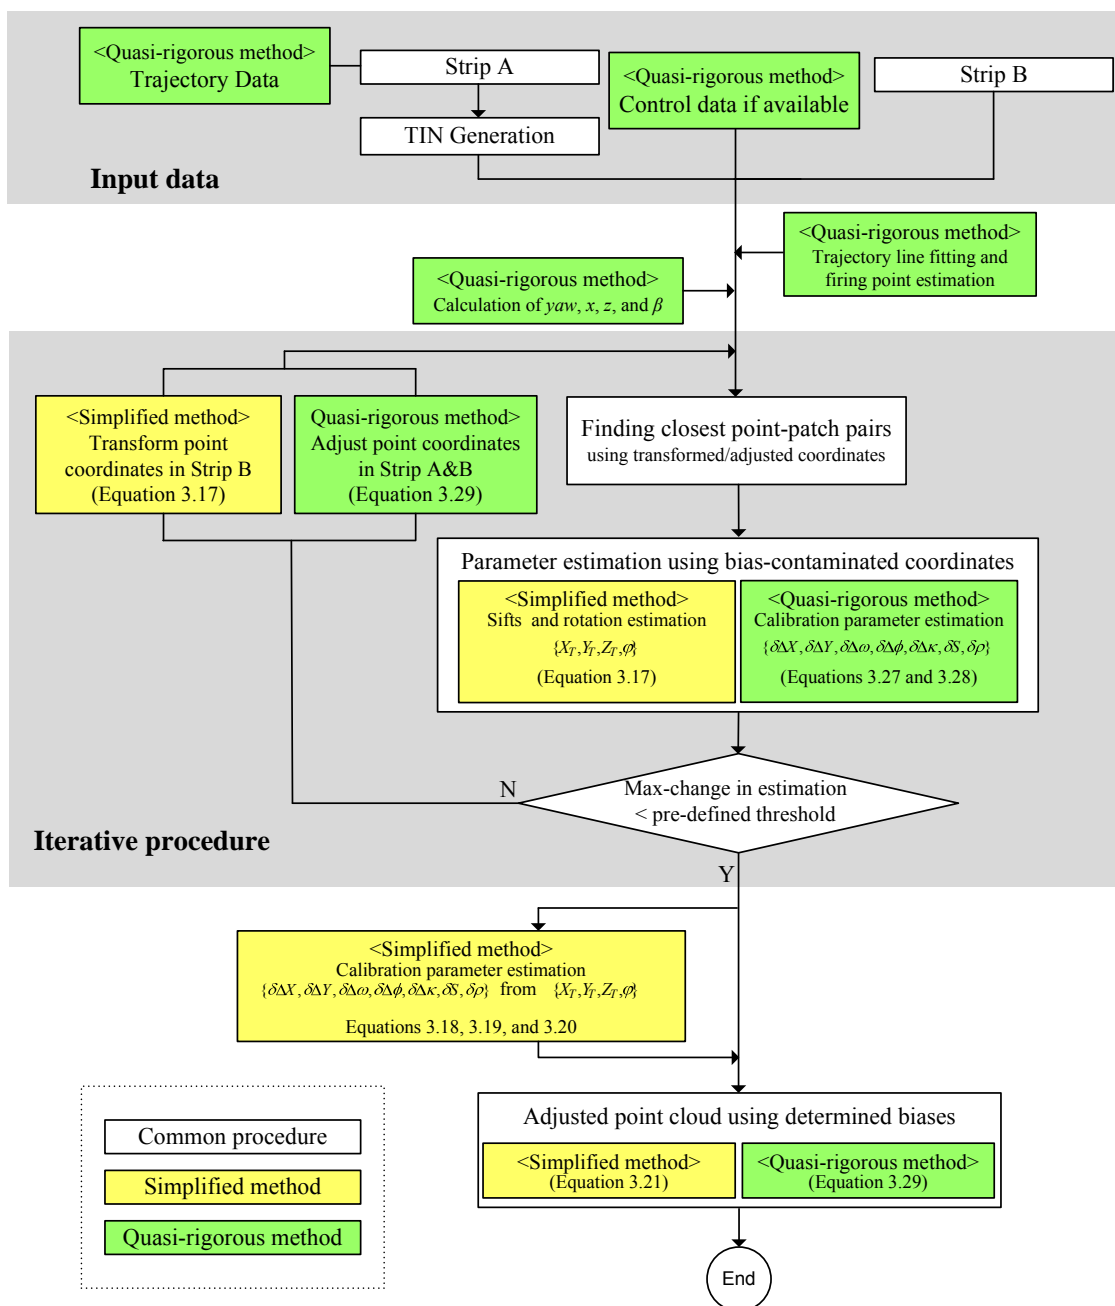 <Quasi-rigorous method>
Trajectory Data
Strip A
<Quasi-rigorous method>
Control data if available
Strip B
TIN Generation
Input data
<Quasi-rigorous method>
Trajectory line fitting and
firing point estimation
<Quasi-rigorous method>
Calculation of yaw, x, z, and β
<Simplified method>
Transform point
coordinates in Strip B
(Equation 3.17)
Quasi-rigorous method>
Adjust point coordinates
in Strip A&B
(Equation 3.29)
Finding closest point-patch pairs
using transformed/adjusted coordinates
Parameter estimation using bias-contaminated coordinates
<Simplified method>
Sifts and rotation estimation
{X_T, Y_T, Z_T, φ}
(Equation 3.17)
<Quasi-rigorous method>
Calibration parameter estimation
{δΔX, δΔY, δΔω, δΔϕ, δΔκ, δS, δρ}
(Equations 3.27 and 3.28)
N
Max-change in estimation
< pre-defined threshold
Iterative procedure
Y
<Simplified method>
Calibration parameter estimation
{δΔX, δΔY, δΔω, δΔϕ, δΔκ, δS, δρ} from {X_T, Y_T, Z_T, φ}
Equations 3.18, 3.19, and 3.20
Adjusted point cloud using determined biases
<Simplified method>
(Equation 3.21)
<Quasi-rigorous method>
(Equation 3.29)
Common procedure
Simplified method
Quasi-rigorous method
End